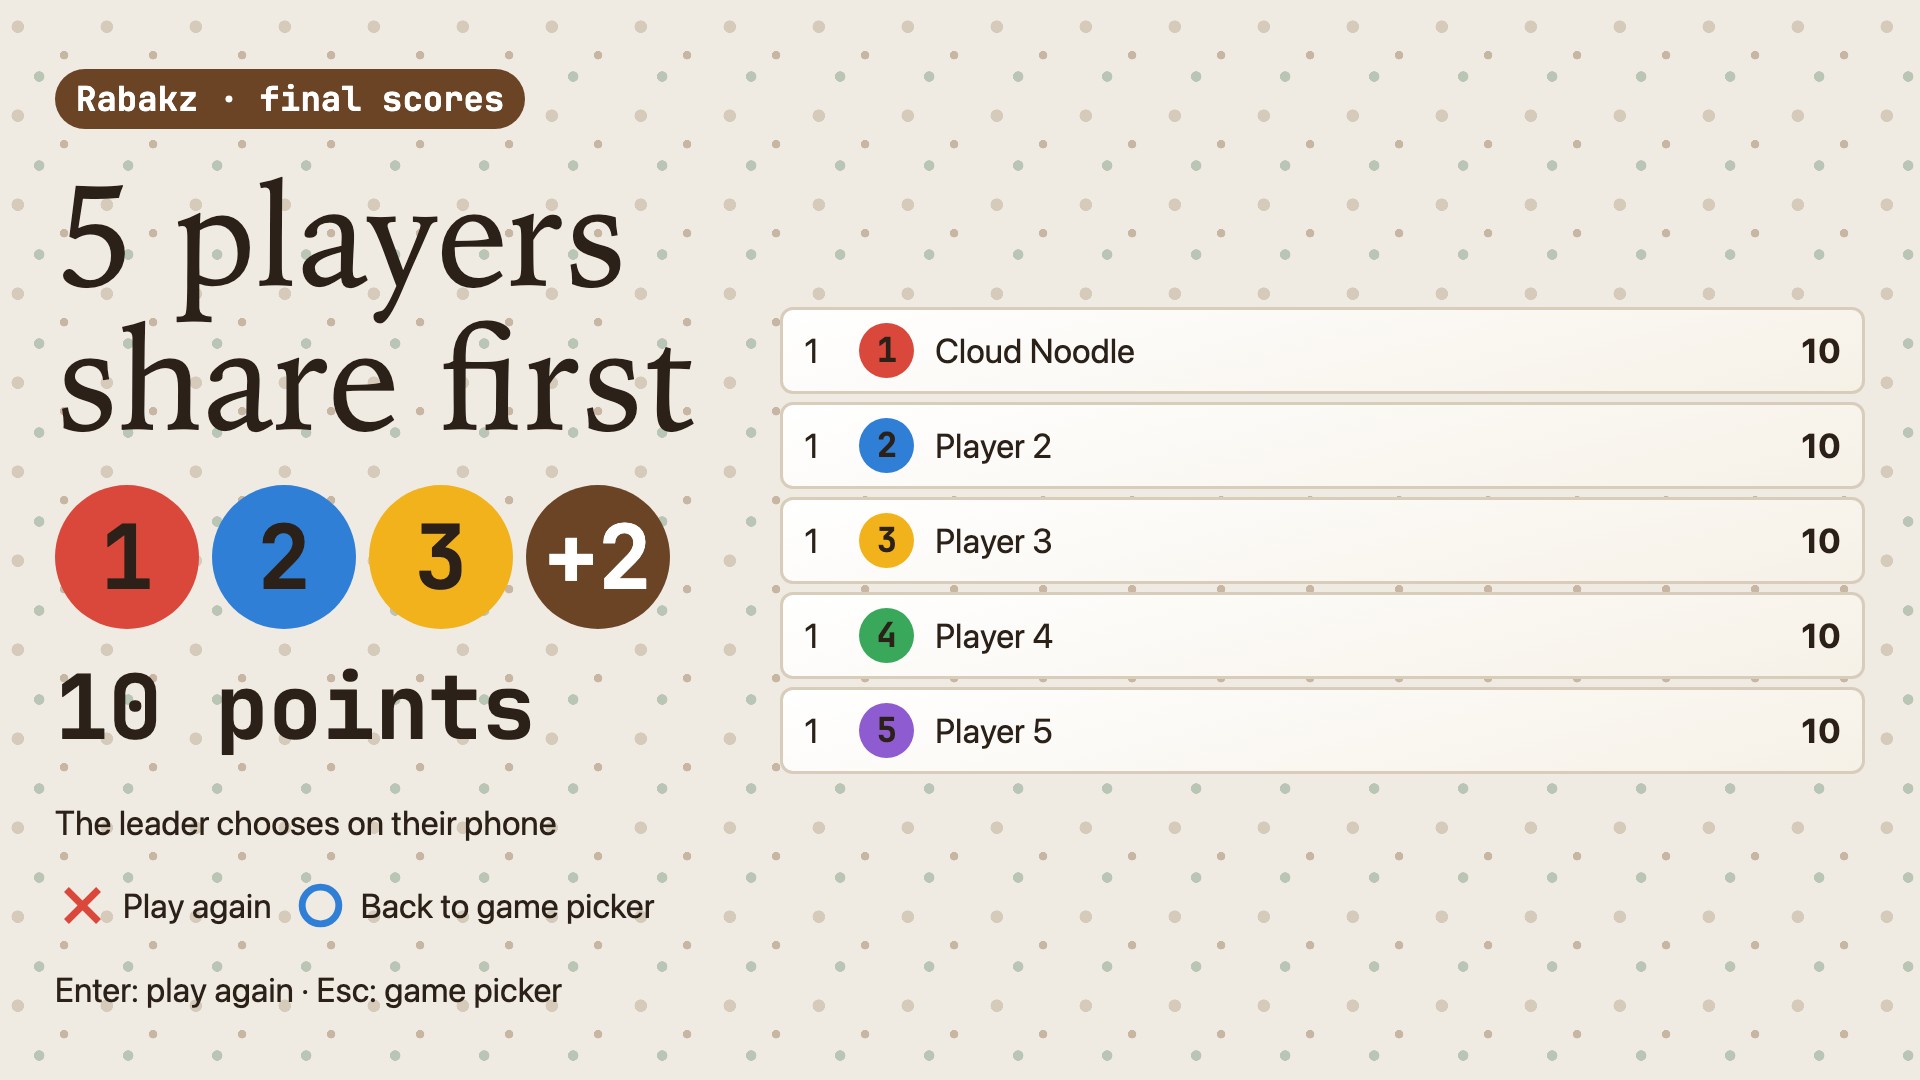 Rabakz · final scores
5 players
share first
1 2 3 +2
10 points
The leader chooses on their phone
Play again Back to game picker
Enter: play again · Esc: game picker
1 1 Cloud Noodle 10
1 2 Player 2 10
1 3 Player 3 10
1 4 Player 4 10
1 5 Player 5 10